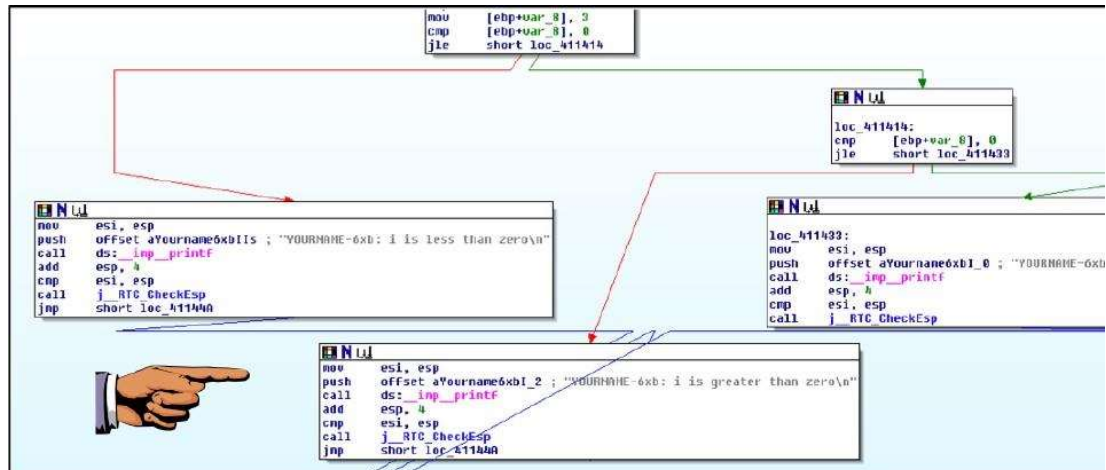 mov [ebp+var_8], 3
cmp [ebp+var_8], 0
jle short loc_411414
loc_411414:
cmp [ebp+var_8], 0
jle short loc_411433
mov esi, esp
push offset aYourname6xbIIs ; "YOURNAME-6xb: i is less than zero\n"
call ds:__imp__printf
add esp, 4
cmp esi, esp
call j__RTC_CheckEsp
jmp short loc_41144A
loc_411433:
mov esi, esp
push offset aYourname6xbI_0 ; "YOURNAME-6xb
call ds:__imp__printf
add esp, 4
cmp esi, esp
call j__RTC_CheckEsp
mov esi, esp
push offset aYourname6xbI_2 ; "YOURNAME-6xb: i is greater than zero\n"
call ds:__imp__printf
add esp, 4
cmp esi, esp
call j__RTC_CheckEsp
jmp short loc_41144A